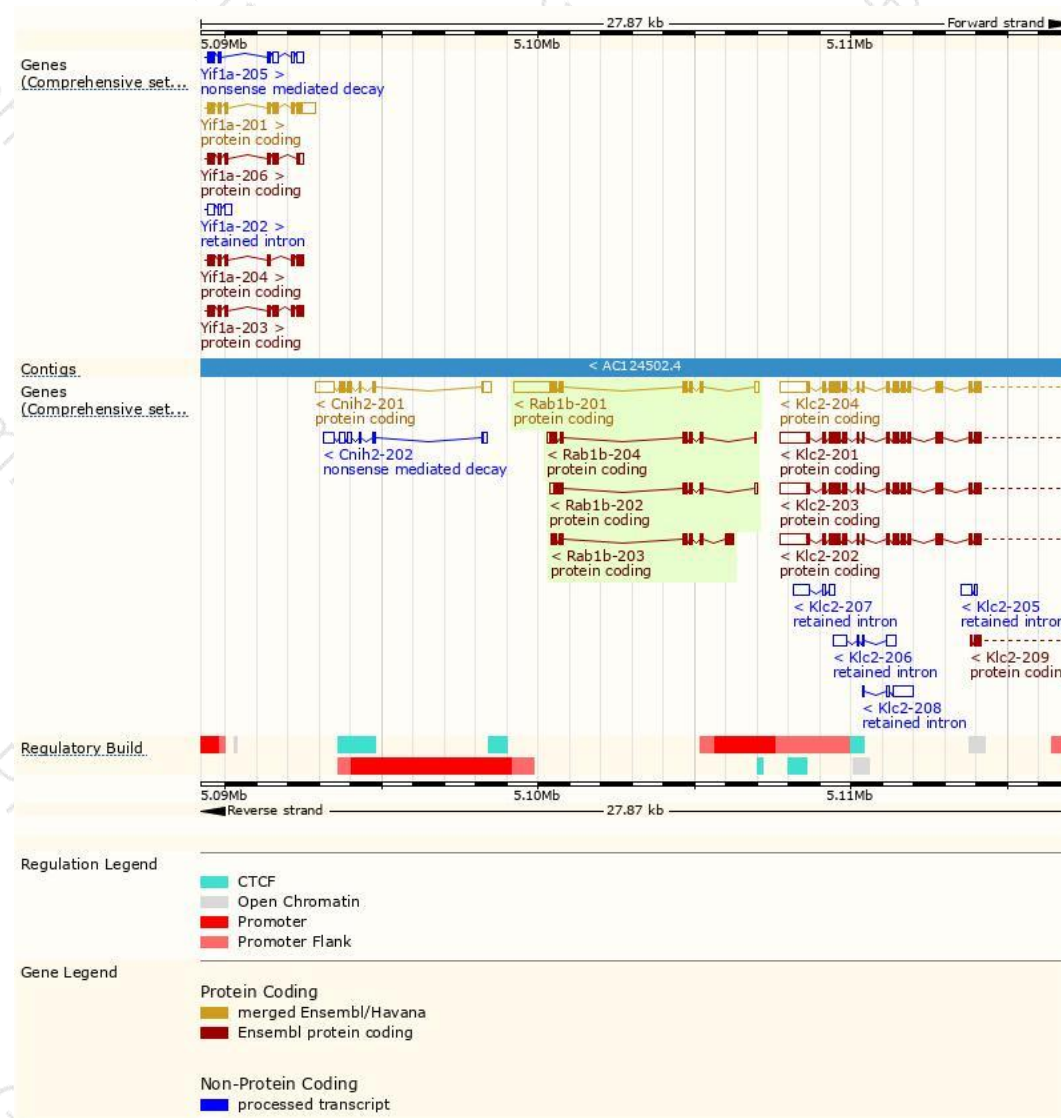 27.87 kb
Forward strand
5.09Mb
5.10Mb
5.11Mb
Genes
(Comprehensive set...
Yif1a-205 >
nonsense mediated decay
Yif1a-201 >
protein coding
Yif1a-206 >
protein coding
Yif1a-202 >
retained intron
Yif1a-204 >
protein coding
Yif1a-203 >
protein coding
Contigs
< AC124502.4
Genes
(Comprehensive set...
< Cnih2-201
protein coding
< Rab1b-201
protein coding
< Klc2-204
protein coding
< Cnih2-202
nonsense mediated decay
< Rab1b-204
protein coding
< Klc2-201
protein coding
< Rab1b-202
protein coding
< Klc2-203
protein coding
< Rab1b-203
protein coding
< Klc2-202
protein coding
< Klc2-207
retained intron
< Klc2-205
retained intron
< Klc2-206
retained intron
< Klc2-209
protein codin
< Klc2-208
retained intron
Regulatory Build
5.09Mb
5.10Mb
5.11Mb
Reverse strand
27.87 kb
Regulation Legend
CTCF
Open Chromatin
Promoter
Promoter Flank
Gene Legend
Protein Coding
merged Ensembl/Havana
Ensembl protein coding
Non-Protein Coding
processed transcript